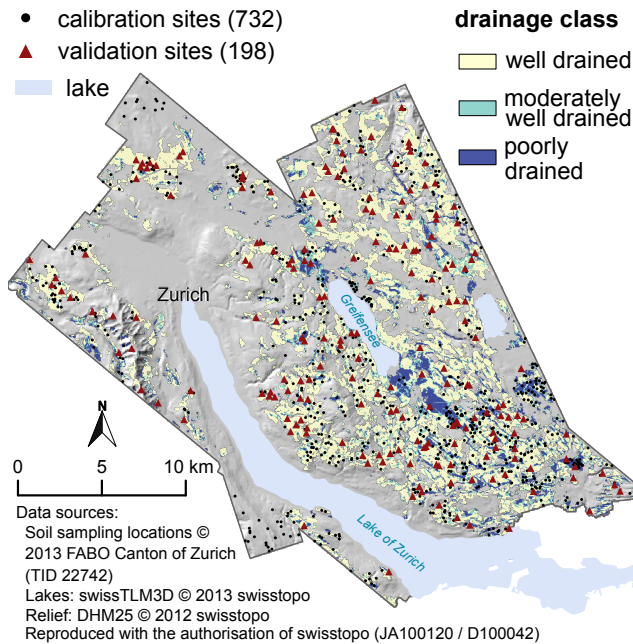 calibration sites (732)
validation sites (198)
lake
drainage class
well drained
moderately
well drained
poorly
drained
Zurich
Greifensee
N
0 5 10 km
Lake of Zurich
Data sources:
Soil sampling locations ©
2013 FABO Canton of Zurich
(TID 22742)
Lakes: swissTLM3D © 2013 swisstopo
Relief: DHM25 © 2012 swisstopo
Reproduced with the authorisation of swisstopo (JA100120 / D100042)